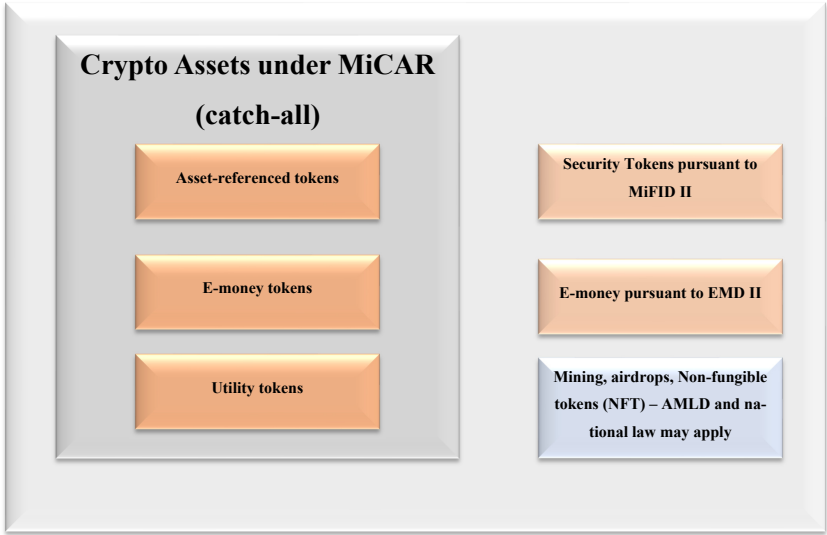 Crypto Assets under MiCAR
(catch-all)
Asset-referenced tokens
E-money tokens
Utility tokens
Security Tokens pursuant to
MiFID II
E-money pursuant to EMD II
Mining, airdrops, Non-fungible
tokens (NFT) – AMLD and na-
tional law may apply